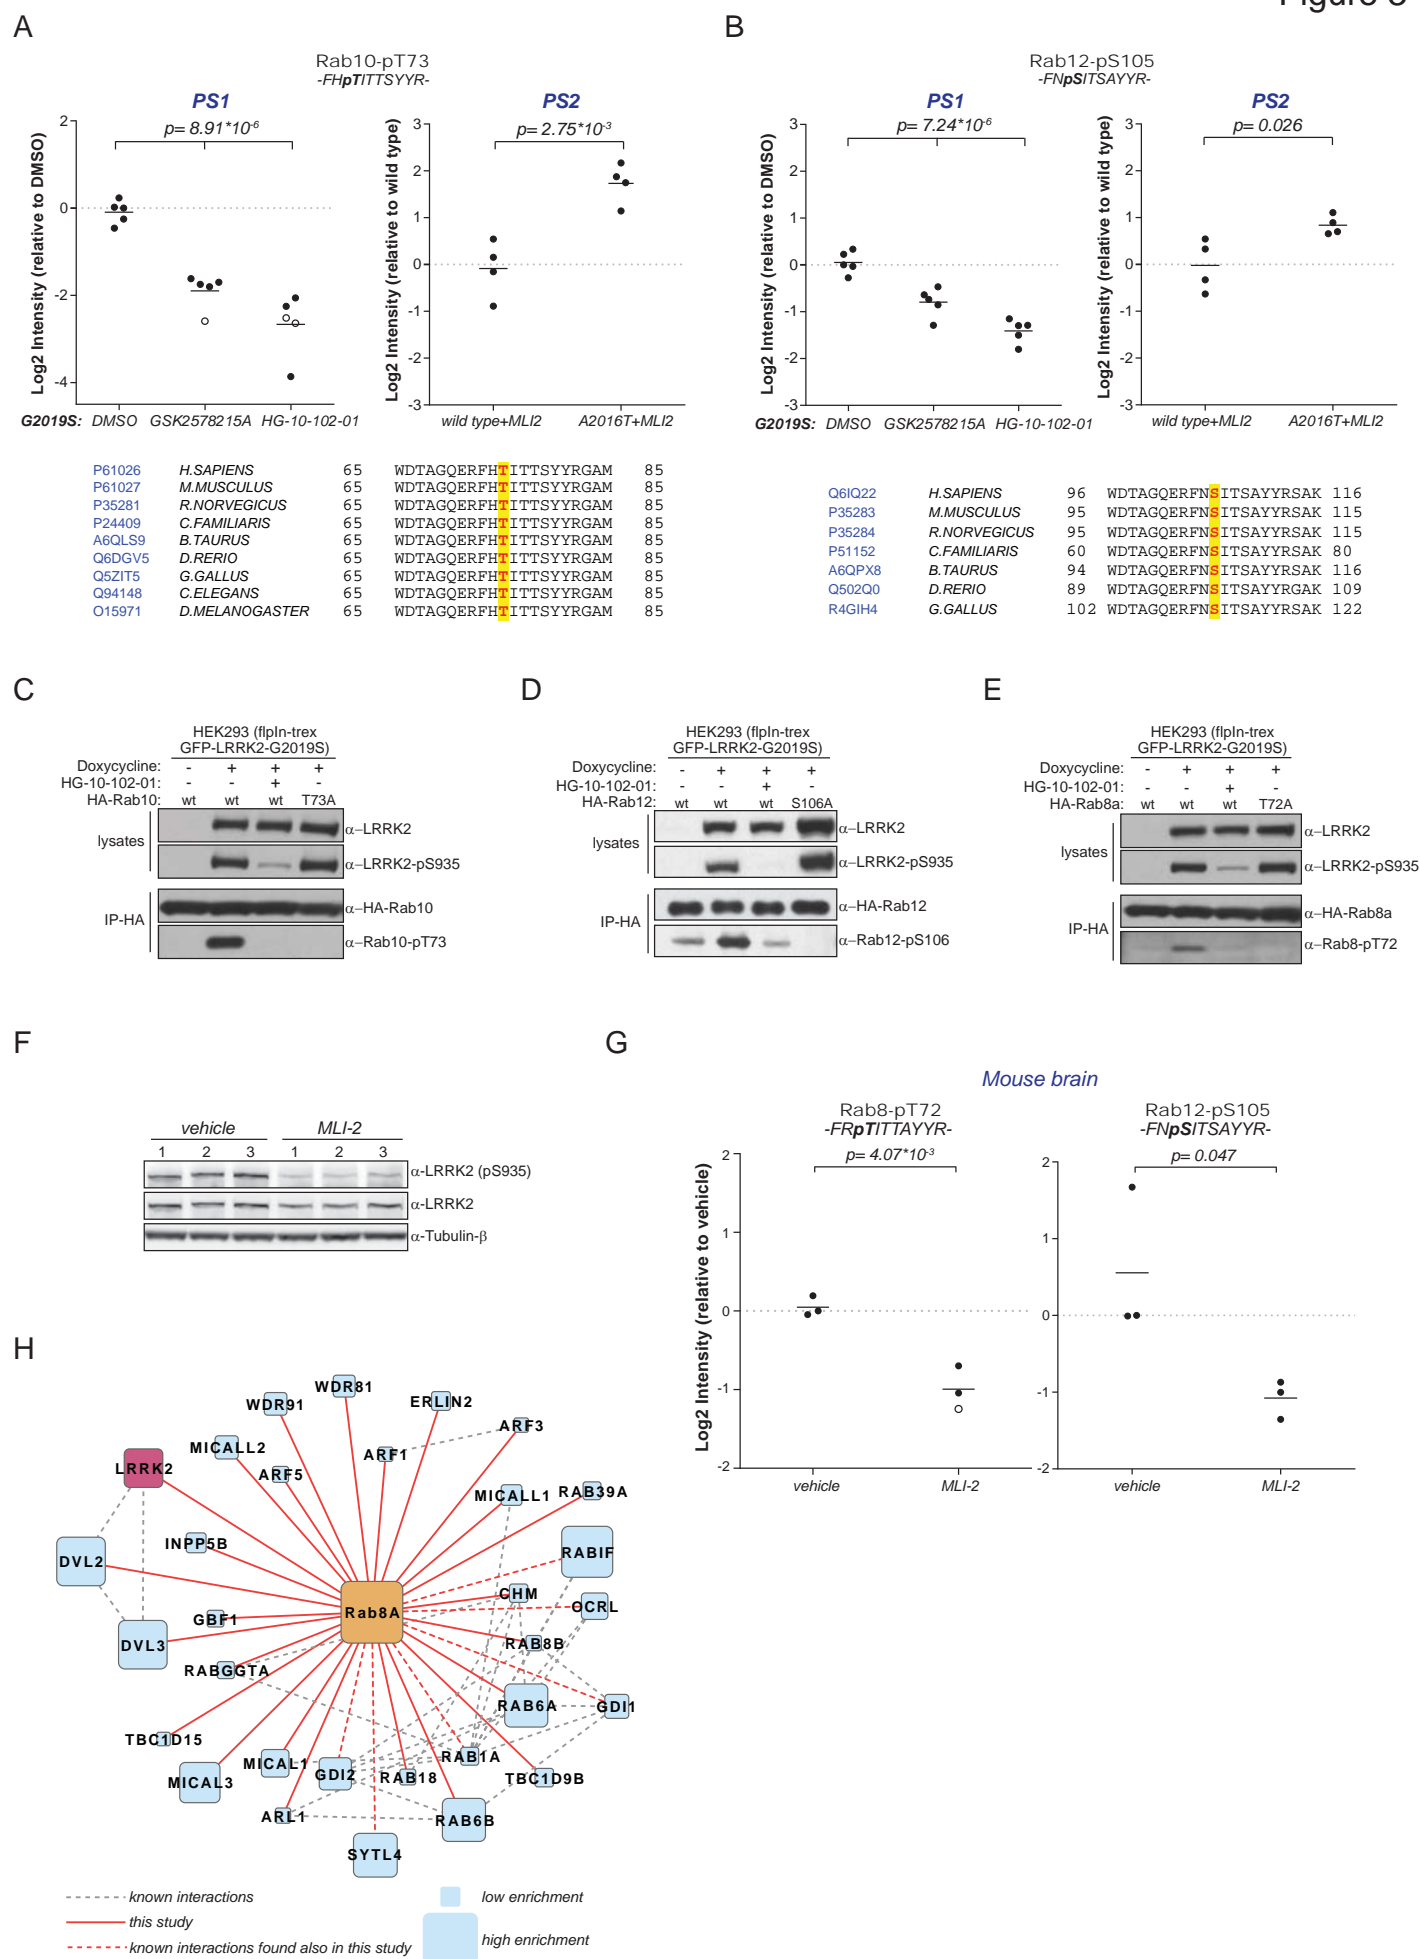 A
Rab10-pT73
-FHpTITTSYYR-
PS1
p= 8.91*10-6
Log2 Intensity (relative to DMSO)
2
0
-2
-4
G2019S: DMSO GSK2578215A HG-10-102-01
PS2
p= 2.75*10-3
Log2 Intensity (relative to wild type)
3
2
1
0
-1
-2
-3
wild type+MLI2 A2016T+MLI2
P61026 H.SAPIENS 65 WDTAGQERFHTITTSYYRGAM 85
P61027 M.MUSCULUS 65 WDTAGQERFHTITTSYYRGAM 85
P35281 R.NORVEGICUS 65 WDTAGQERFHTITTSYYRGAM 85
P24409 C.FAMILIARIS 65 WDTAGQERFHTITTSYYRGAM 85
A6QLS9 B.TAURUS 65 WDTAGQERFHTITTSYYRGAM 85
Q6DGV5 D.RERIO 65 WDTAGQERFHTITTSYYRGAM 85
Q5ZIT5 G.GALLUS 65 WDTAGQERFHTITTSYYRGAM 85
Q94148 C.ELEGANS 65 WDTAGQERFHTITTSYYRGAM 85
O15971 D.MELANOGASTER 65 WDTAGQERFHTITTSYYRGAM 85
B
Rab12-pS105
-FNpSITSAYYR-
PS1
p= 7.24*10-6
Log2 Intensity (relative to DMSO)
3
2
1
0
-1
-2
-3
G2019S: DMSO GSK2578215A HG-10-102-01
PS2
p= 0.026
Log2 Intensity (relative to wild type)
3
2
1
0
-1
-2
-3
wild type+MLI2 A2016T+MLI2
Q6IQ22 H.SAPIENS 96 WDTAGQERFNSITSAYYRSAK 116
P35283 M.MUSCULUS 95 WDTAGQERFNSITSAYYRSAK 115
P35284 R.NORVEGICUS 95 WDTAGQERFNSITSAYYRSAK 115
P51152 C.FAMILIARIS 60 WDTAGQERFNSITSAYYRSAK 80
A6QPX8 B.TAURUS 94 WDTAGQERFNSITSAYYRSAK 116
Q502Q0 D.RERIO 89 WDTAGQERFNSITSAYYRGAK 109
R4GIH4 G.GALLUS 102 WDTAGQERFNSITSAYYRSAK 122
C
HEK293 (flpIn-trex
GFP-LRRK2-G2019S)
Doxycycline: - + + +
HG-10-102-01: - - + -
HA-Rab10: wt wt wt T73A
lysates
α–LRRK2
α–LRRK2-pS935
IP-HA
α–HA-Rab10
α–Rab10-pT73
D
HEK293 (flpIn-trex
GFP-LRRK2-G2019S)
Doxycycline: - + + +
HG-10-102-01: - - + -
HA-Rab12: wt wt wt S106A
lysates
α–LRRK2
α–LRRK2-pS935
IP-HA
α–HA-Rab12
α–Rab12-pS106
E
HEK293 (flpIn-trex
GFP-LRRK2-G2019S)
Doxycycline: - + + +
HG-10-102-01: - - + -
HA-Rab8a: wt wt wt T72A
lysates
α–LRRK2
α–LRRK2-pS935
IP-HA
α–HA-Rab8a
α–Rab8-pT72
F
vehicle MLI-2
1 2 3 1 2 3
α-LRRK2 (pS935)
α-LRRK2
α-Tubulin-β
G
Mouse brain
Rab8-pT72
-FRpTITTAYYR-
p= 4.07*10-3
Log2 Intensity (relative to vehicle)
2
1
0
-1
-2
vehicle MLI-2
Rab12-pS105
-FNpSITSAYYR-
p= 0.047
2
1
0
-1
-2
vehicle MLI-2
H
WDR81
WDR91
ERLIN2
ARF3
MICALL2
ARF1
LRRK2
ARF5
MICALL1
RAB39A
INPP5B
RABIF
DVL2
CHM
OCRL
Rab8A
GBF1
DVL3
RAB8B
RABGGTA
RAB6A
GDI1
TBC1D15
RAB1A
MICAL1
GDI2
RAB18
TBC1D9B
MICAL3
ARL1
RAB6B
SYTL4
known interactions
this study
known interactions found also in this study
low enrichment
high enrichment